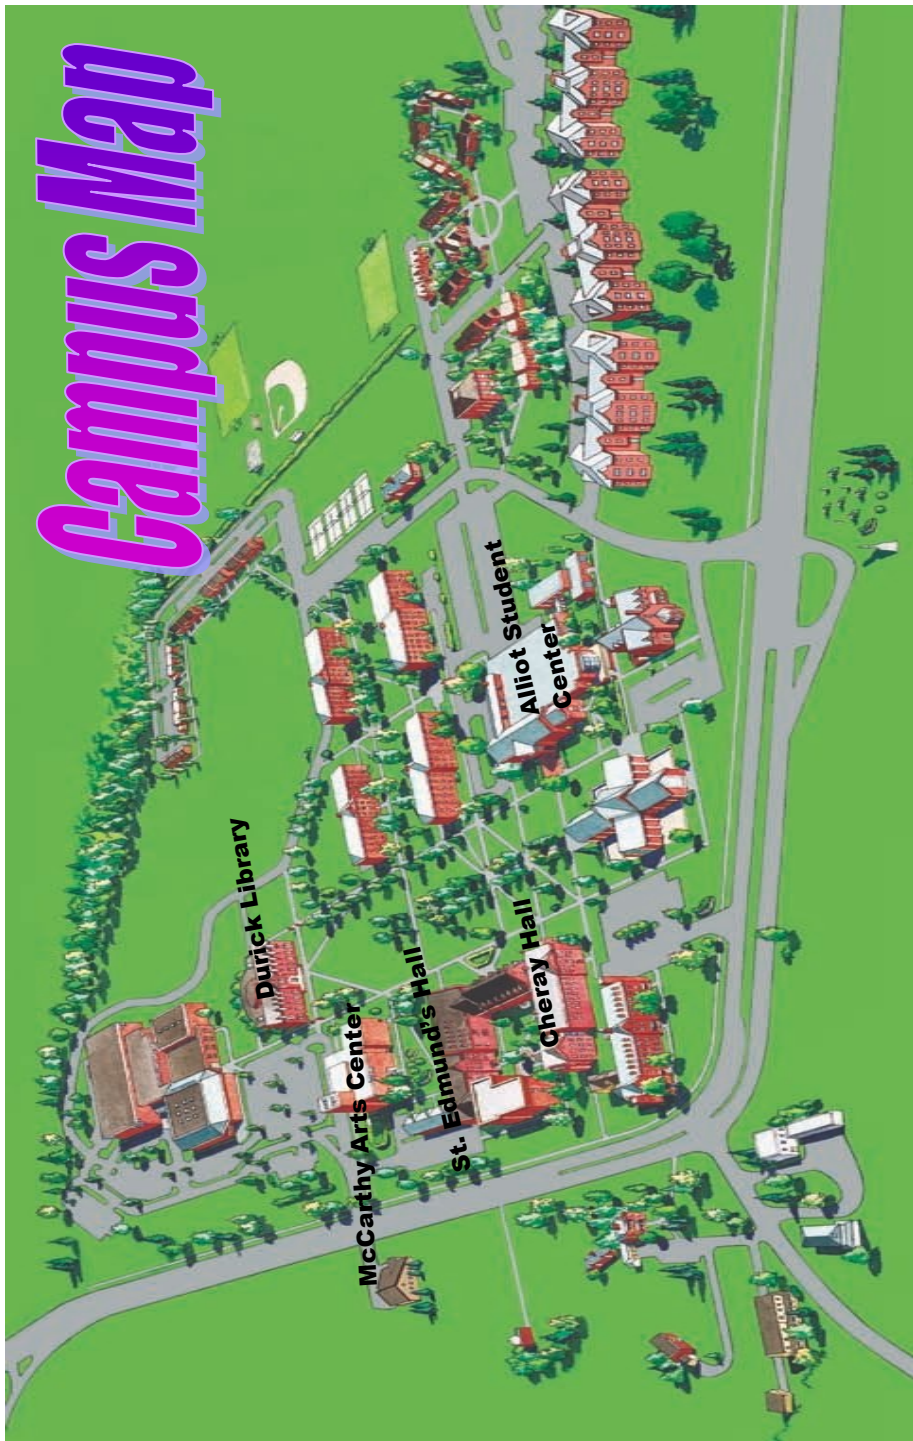 Campus Map
Durick Library
McCarthy Arts Center
St. Edmund's Hall
Cheray Hall
Alliot Student
Center